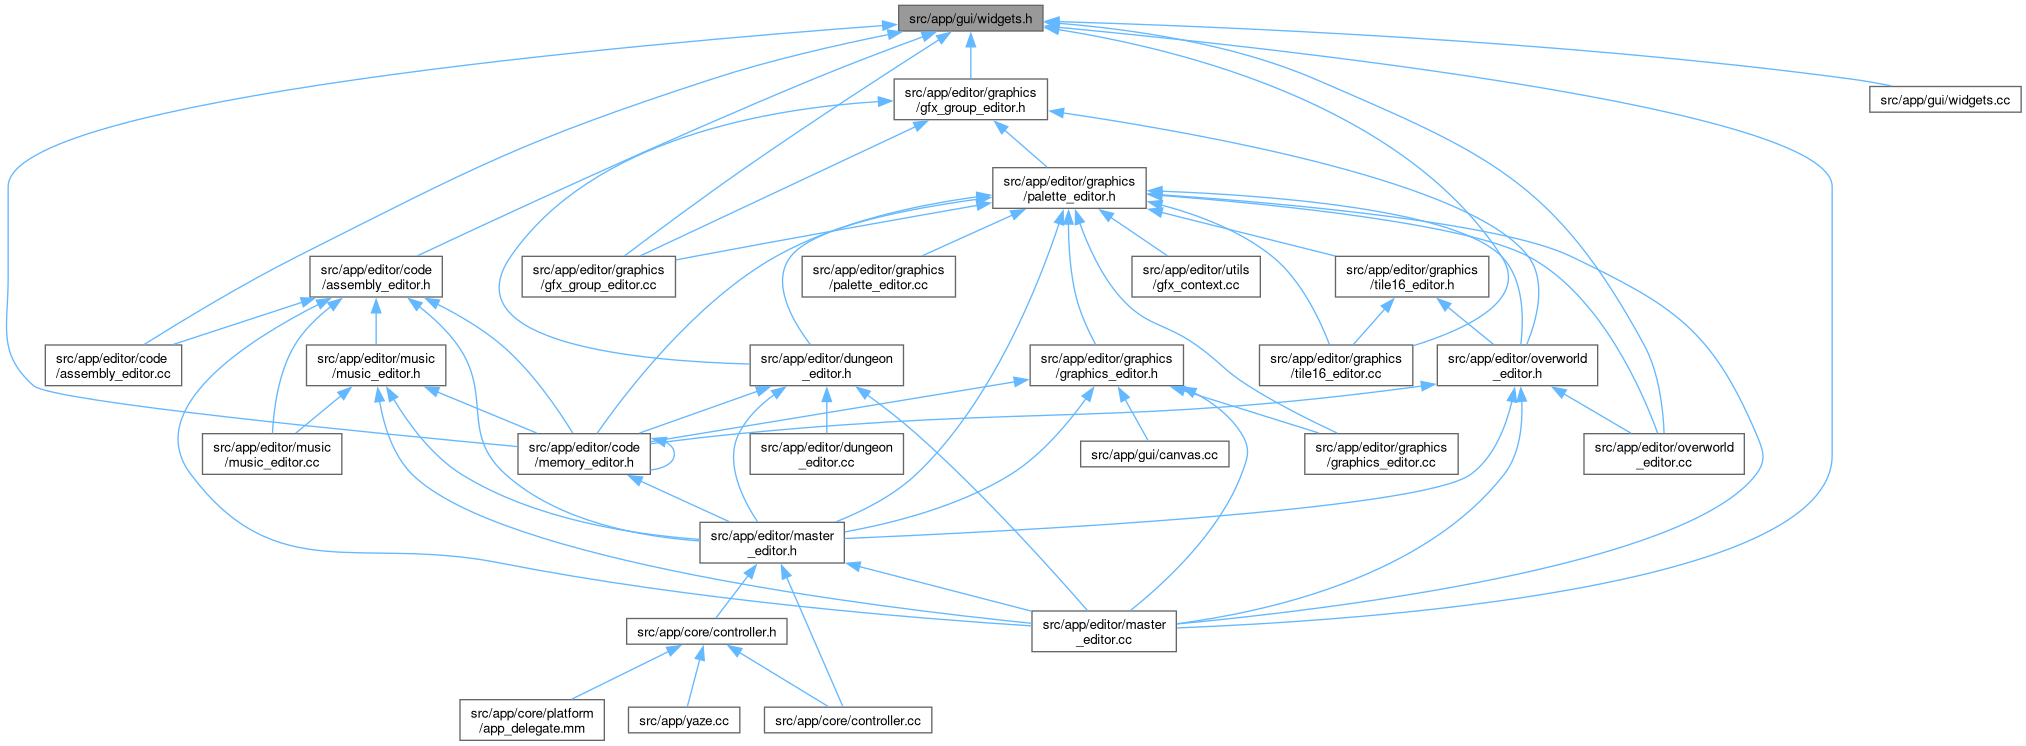 src/app/gui/widgets.h
src/app/editor/graphics
/gfx_group_editor.h
src/app/gui/widgets.cc
src/app/editor/graphics
/palette_editor.h
src/app/editor/code
/assembly_editor.h
src/app/editor/graphics
/gfx_group_editor.cc
src/app/editor/graphics
/palette_editor.cc
src/app/editor/utils
/gfx_context.cc
src/app/editor/graphics
/tile16_editor.h
src/app/editor/code
/assembly_editor.cc
src/app/editor/music
/music_editor.h
src/app/editor/dungeon
_editor.h
src/app/editor/graphics
/graphics_editor.h
src/app/editor/graphics
/tile16_editor.cc
src/app/editor/overworld
_editor.h
src/app/editor/music
/music_editor.cc
src/app/editor/code
/memory_editor.h
src/app/editor/dungeon
_editor.cc
src/app/gui/canvas.cc
src/app/editor/graphics
/graphics_editor.cc
src/app/editor/overworld
_editor.cc
src/app/editor/master
_editor.h
src/app/core/controller.h
src/app/editor/master
_editor.cc
src/app/core/platform
/app_delegate.mm
src/app/yaze.cc
src/app/core/controller.cc